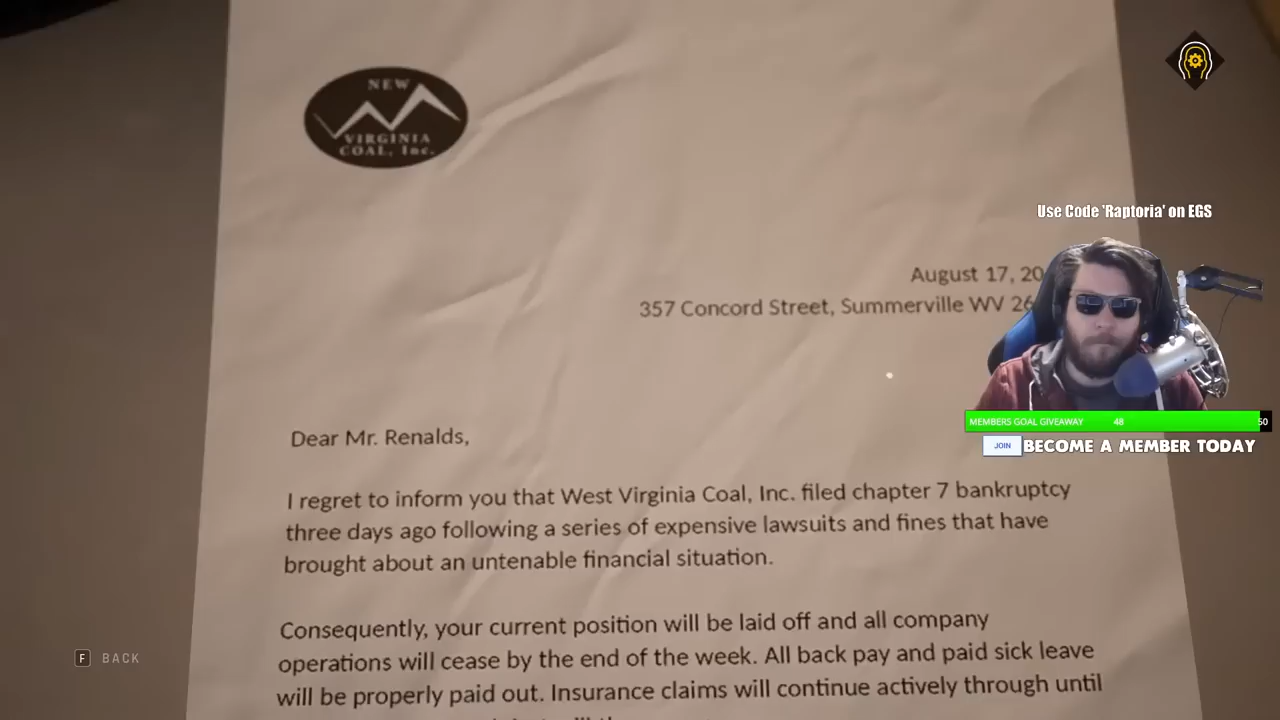 NEW
VIRGINIA
COAL, Inc.
Use Code 'Raptoria' on EGS
August 17, 20
357 Concord Street, Summerville WV 26
MEMBERS GOAL GIVEAWAY 48 50
JOIN BECOME A MEMBER TODAY
Dear Mr. Renalds,
I regret to inform you that West Virginia Coal, Inc. filed chapter 7 bankruptcy
three days ago following a series of expensive lawsuits and fines that have
brought about an untenable financial situation.
Consequently, your current position will be laid off and all company
operations will cease by the end of the week. All back pay and paid sick leave
will be properly paid out. Insurance claims will continue actively through until
F BACK